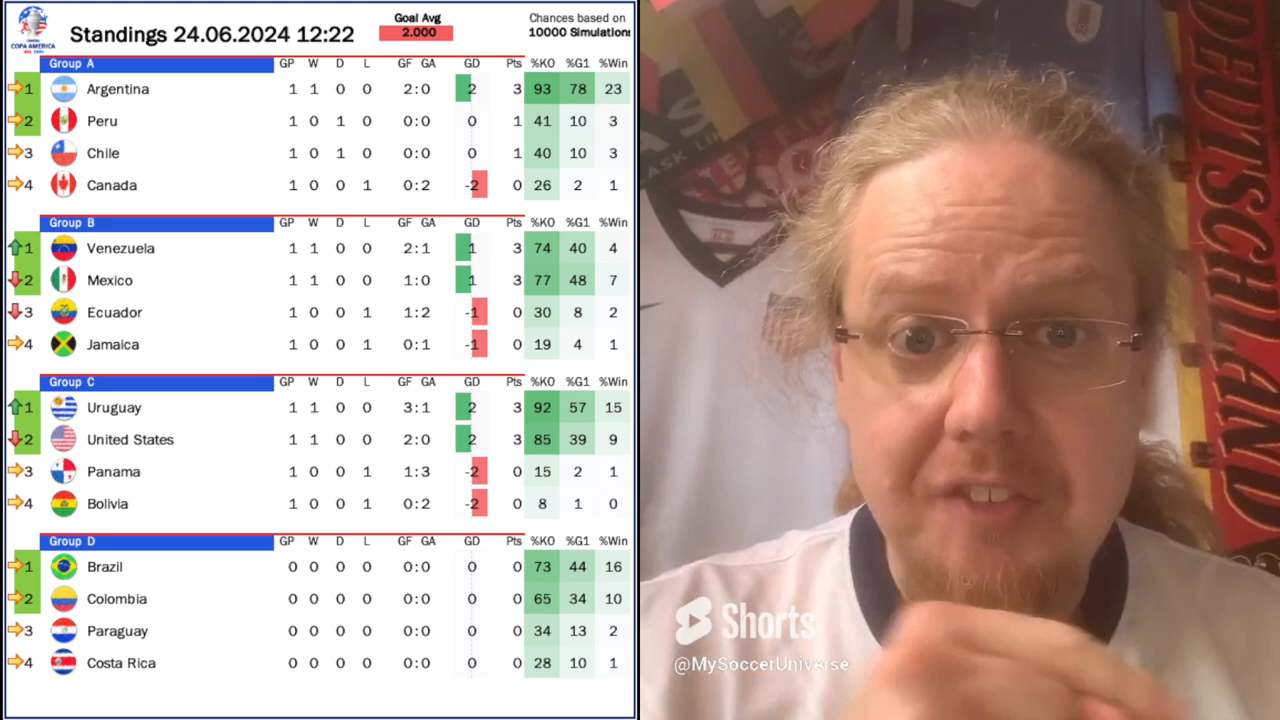 Goal Avg
Chances based on
COPA AMERICA
Standings 24.06.2024 12:22
2.000
10000 Simulations
Group A GP W D L GF GA GD Pts %KO %G1 %Win
1 Argentina 1 1 0 0 2:0 2 3 93 78 23
2 Peru 1 0 1 0 0:0 0 1 41 10 3
3 Chile 1 0 1 0 0:0 0 1 40 10 3
4 Canada 1 0 0 1 0:2 -2 0 26 2 1
Group B GP W D L GF GA GD Pts %KO %G1 %Win
1 Venezuela 1 1 0 0 2:1 1 3 74 40 4
2 Mexico 1 1 0 0 1:0 1 3 77 48 7
3 Ecuador 1 0 0 1 1:2 -1 0 30 8 2
4 Jamaica 1 0 0 1 0:1 -1 0 19 4 1
Group C GP W D L GF GA GD Pts %KO %G1 %Win
1 Uruguay 1 1 0 0 3:1 2 3 92 57 15
2 United States 1 1 0 0 2:0 2 3 85 39 9
3 Panama 1 0 0 1 1:3 -2 0 15 2 1
4 Bolivia 1 0 0 1 0:2 -2 0 8 1 0
Group D GP W D L GF GA GD Pts %KO %G1 %Win
1 Brazil 0 0 0 0 0:0 0 0 73 44 16
2 Colombia 0 0 0 0 0:0 0 0 65 34 10
3 Paraguay 0 0 0 0 0:0 0 0 34 13 2
4 Costa Rica 0 0 0 0 0:0 0 0 28 10 1
DEUTSCHLAND
Shorts
@MySoccerUniverse